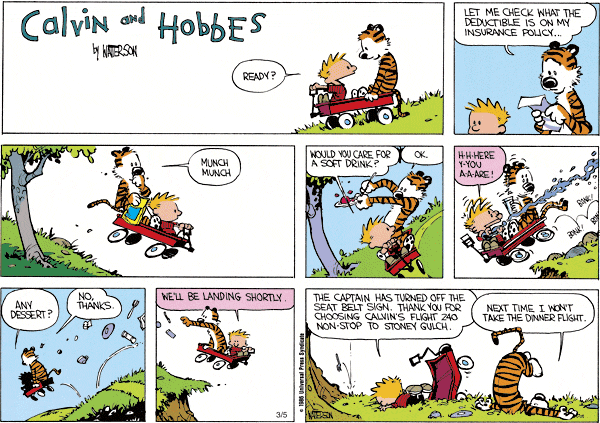 Calvin and Hobbes
by WATERSON
READY?
LET ME CHECK WHAT THE
DEDUCTIBLE IS ON MY
INSURANCE POLICY...
MUNCH
MUNCH
WOULD YOU CARE FOR
A SOFT DRINK?
OK.
H-H-HERE
Y-YOU
A-A-ARE!
BINK!
BAM!
ANY
DESSERT?
NO,
THANKS.
WE'LL BE LANDING SHORTLY.
3/5
© 1986 Universal Press Syndicate
THE CAPTAIN HAS TURNED OFF THE
SEAT BELT SIGN. THANK YOU FOR
CHOOSING CALVIN'S FLIGHT 240
NON-STOP TO STONEY GULCH.
NEXT TIME I WON'T
TAKE THE DINNER FLIGHT.
WATERSON